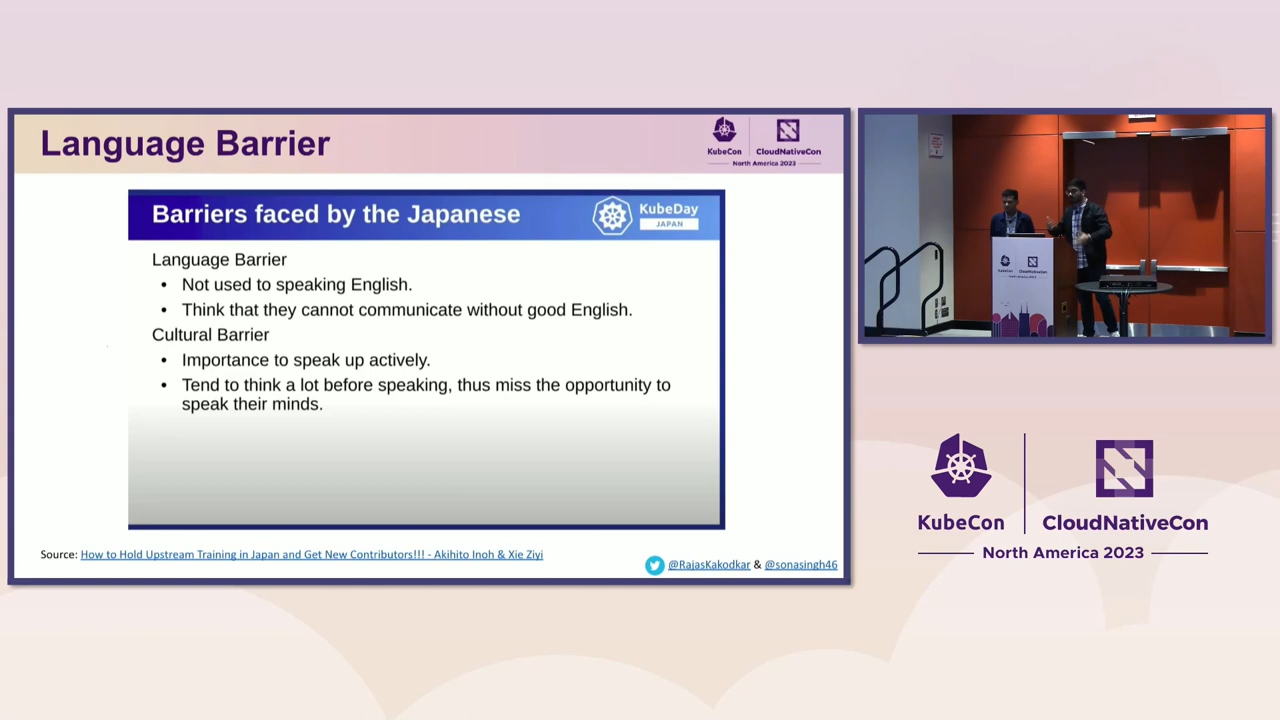 Language Barrier
KubeCon
CloudNativeCon
North America 2023
Barriers faced by the Japanese
KubeDay
JAPAN
Language Barrier
• Not used to speaking English.
• Think that they cannot communicate without good English.
Cultural Barrier
• Importance to speak up actively.
• Tend to think a lot before speaking, thus miss the opportunity to
speak their minds.
Source: How to Hold Upstream Training in Japan and Get New Contributors!!! - Akihito Inoh & Xie Ziyi
@RajasKakodkar & @sonasingh46
KubeCon
CloudNativeCon
KubeCon
CloudNativeCon
North America 2023